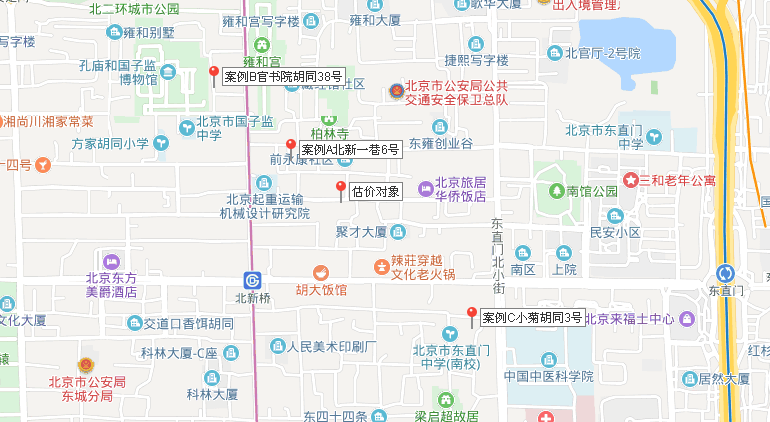 北二环城市公园
雍和宫写字楼
雍和大厦
歌华大厦
出入境管理
写字楼
雍和别墅
雍和宫
捷熙写字楼
北官厅-2号院
孔庙和国子监
博物馆
案例B官书院胡同38号
北京市公安局公共
交通安全保卫总队
湘尚川湘家常菜
北京市国子监
中学
柏林寺
东雍创业谷
北京市东直门
中学
方家胡同小学
案例A北新一巷6号
前永康社区
十四号
北京起重运输
机械设计研究院
估价对象
北京旅居
华侨饭店
三和老年公寓
南馆公园
聚才大厦
东直门北小街
民安小区
北京东方
美爵酒店
辣莊穿越
文化老火锅
南区
上院
胡大饭馆
北新桥
东直门
文化大厦
交道口香饵胡同
案例C小菊胡同3号
北京来福士中心
科林大厦-C座
人民美术印刷厂
北京市东直门
中学(南校)
红杉
北京市公安局
东城分局
科林大厦
中国中医科学院
居然大厦
东四十四条
梁启超故居